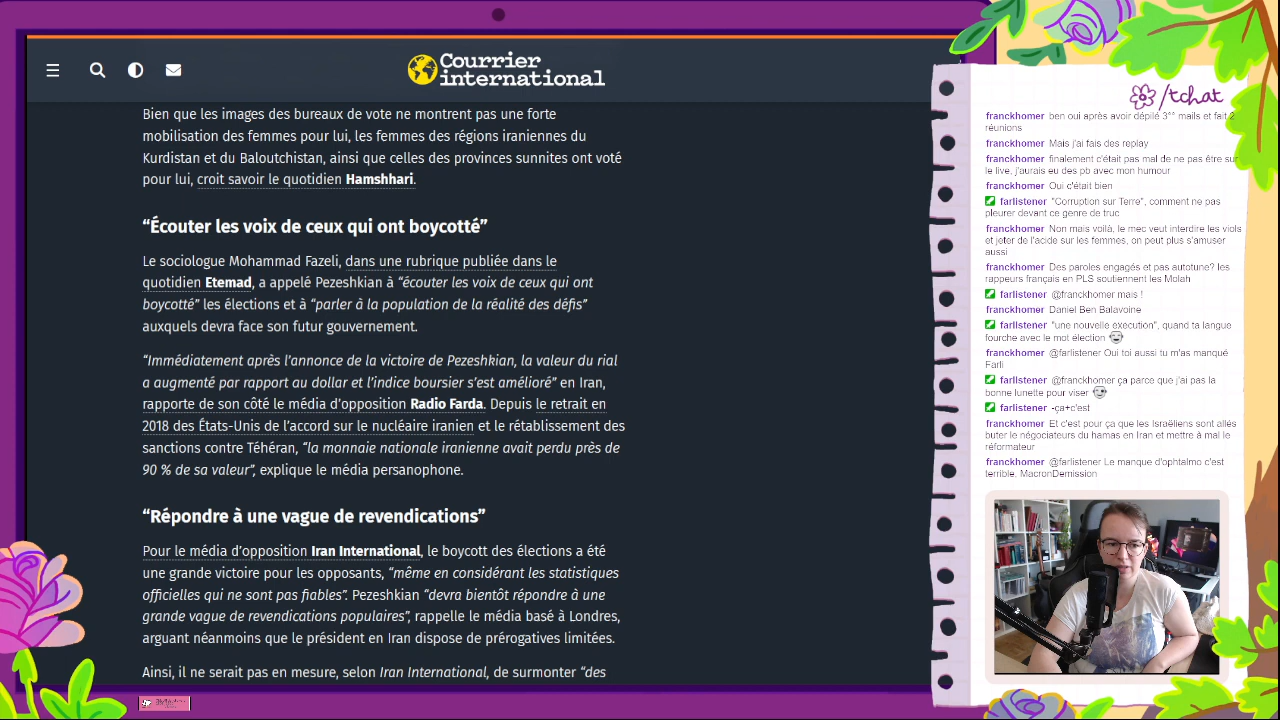 Courrier
international
Bien que les images des bureaux de vote ne montrent pas une forte
mobilisation des femmes pour lui, les femmes des régions iraniennes du
Kurdistan et du Baloutchistan, ainsi que celles des provinces sunnites ont voté
pour lui, croit savoir le quotidien Hamshhari.
“Écouter les voix de ceux qui ont boycotté”
Le sociologue Mohammad Fazeli, dans une rubrique publiée dans le
quotidien Etemad, a appelé Pezeshkian à “écouter les voix de ceux qui ont
boycotté” les élections et à “parler à la population de la réalité des défis”
auxquels devra face son futur gouvernement.
“Immédiatement après l’annonce de la victoire de Pezeshkian, la valeur du rial
a augmenté par rapport au dollar et l’indice boursier s’est amélioré” en Iran,
rapporte de son côté le média d’opposition Radio Farda. Depuis le retrait en
2018 des États-Unis de l’accord sur le nucléaire iranien et le rétablissement des
sanctions contre Téhéran, “la monnaie nationale iranienne avait perdu près de
90 % de sa valeur”, explique le média persanophone.
“Répondre à une vague de revendications”
Pour le média d’opposition Iran International, le boycott des élections a été
une grande victoire pour les opposants, “même en considérant les statistiques
officielles qui ne sont pas fiables”. Pezeshkian “devra bientôt répondre à une
grande vague de revendications populaires”, rappelle le média basé à Londres,
arguant néanmoins que le président en Iran dispose de prérogatives limitées.
Ainsi, il ne serait pas en mesure, selon Iran International, de surmonter “des
/tchat
franckhomer ben oui après avoir dépilé 3°° mails et fait 2
réunions
franckhomer Mais j'ai fais des replay
franckhomer finalement c'était pas mal de ne pas être sur
le live, j'aurais eu des pb avec mon humour
franckhomer Oui c'était bien
farlistener "Corruption sur Terre", comment ne pas
pleurer devant ce genre de truc
franckhomer Non mais voilà, le mec veut interdire les viols
et jeter de l'acide sur les femmes, on peut plus s'amuser
aussi
franckhomer Des paroles engagés et pas autotune? les
rappeurs français en PLS soutiennent les Molah
farlistener @franckhomer mais !
franckhomer Daniel Ben Balavoine
farlistener "une nouvelle execution", quand ta langue
fourche avec le mot élection
franckhomer @farlistener Oui toi aussi tu m'as manqué
Farli
farlistener @franckhomer ça parce que j'ai pas la
bonne lunette pour viser
farlistener -ça+c'est
franckhomer Et c'est pour ça que les Israëliens sont allés
buter le négociateurs du hamas en Iran et mettre à mal le
réformateur
franckhomer @farlistener Le manque d'ophtalmo c'est
terrible. MacronDemission